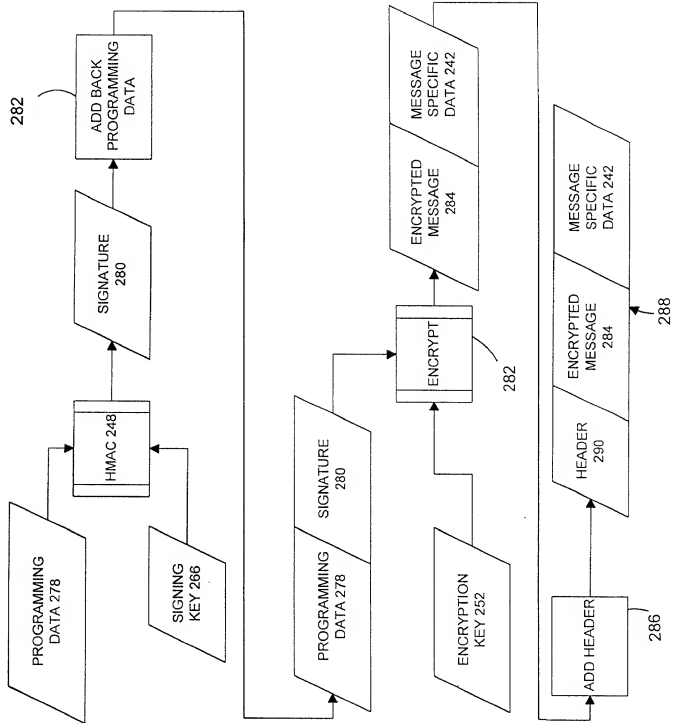 PROGRAMMING
DATA 278
SIGNING
KEY 266
HMAC 248
SIGNATURE
280
ADD BACK
PROGRAMMING
DATA
282
PROGRAMMING
DATA 278
SIGNATURE
280
ENCRYPTION
KEY 252
ENCRYPT
282
ENCRYPTED
MESSAGE
284
MESSAGE
SPECIFIC
DATA 242
ADD HEADER
286
HEADER
290
ENCRYPTED
MESSAGE
284
MESSAGE
SPECIFIC
DATA 242
288